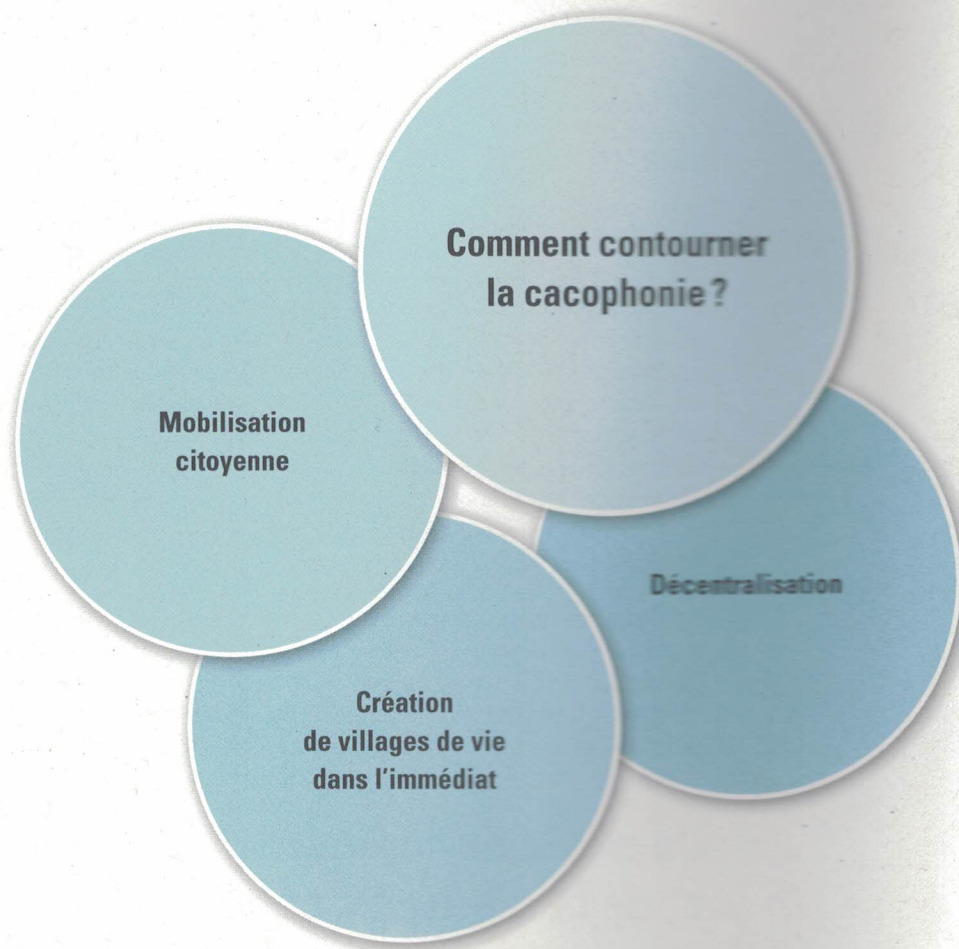 Comment contourner
la cacophonie ?
Mobilisation
citoyenne
Décentralisation
Création
de villages de vie
dans l'immédiat